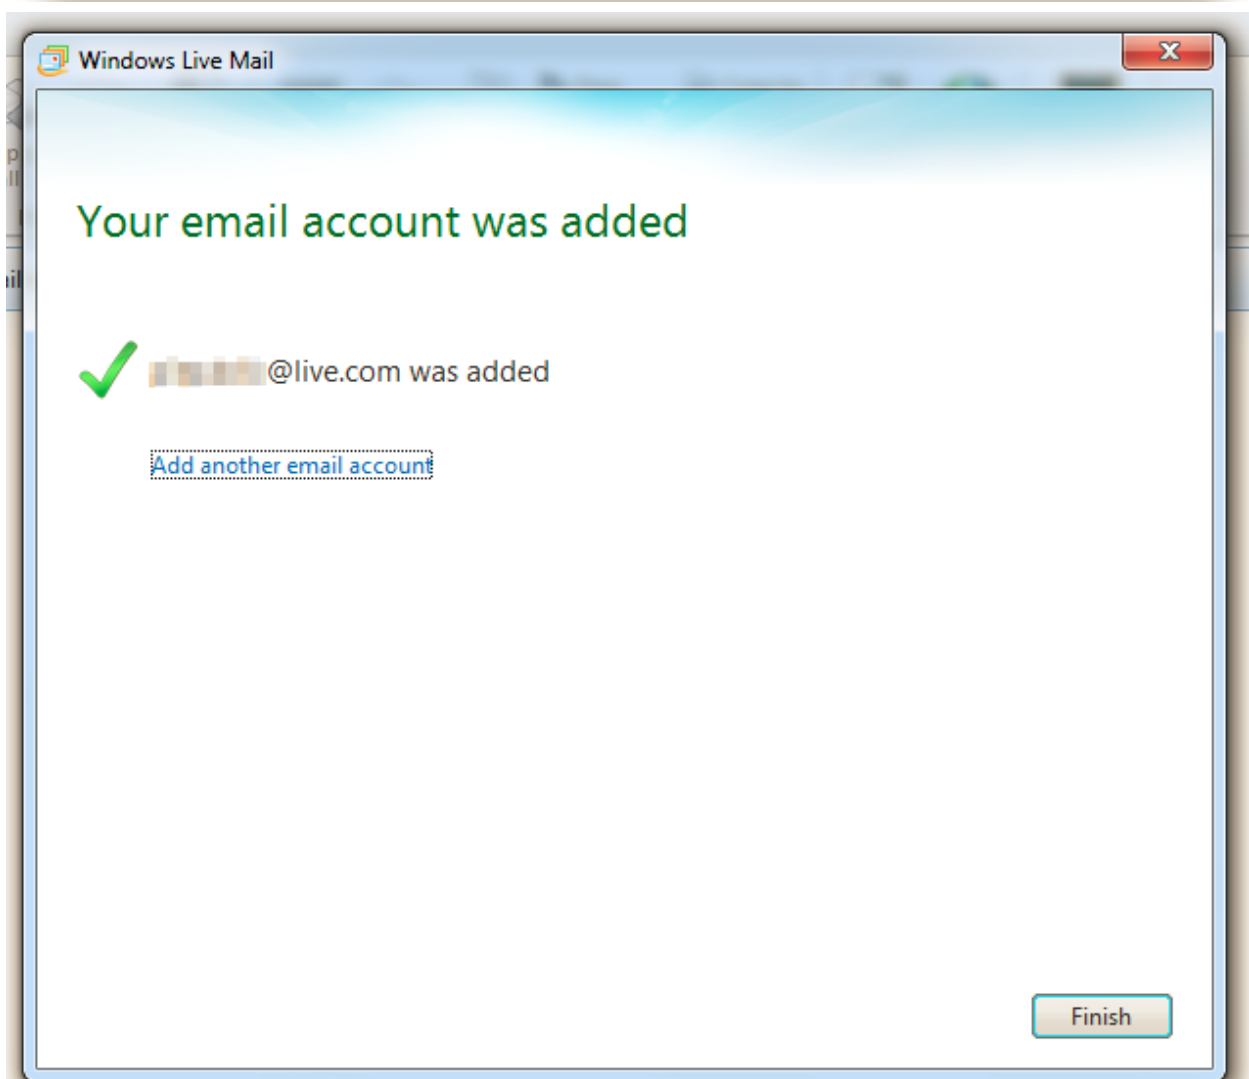 Windows Live Mail
Your email account was added
@live.com was added
Add another email account
Finish